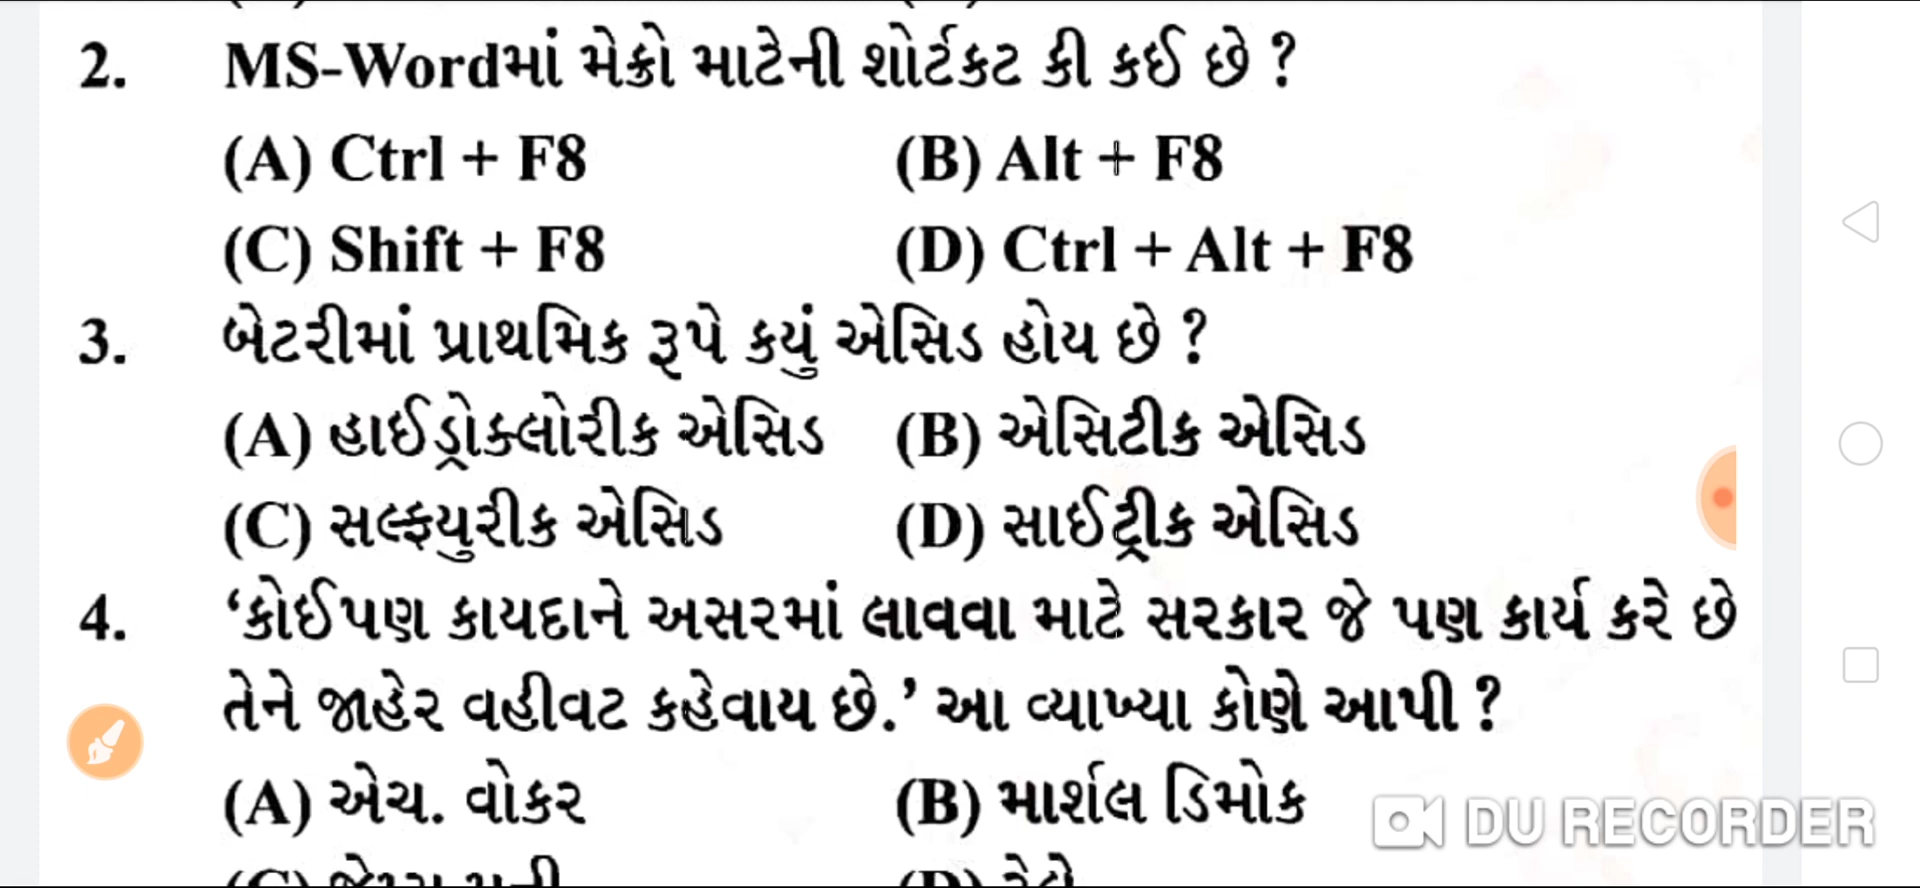 2. MS-Wordમાં મેક્રો માટેની શોર્ટકટ કી કઈ છે ?
(A) Ctrl + F8 (B) Alt + F8
(C) Shift + F8 (D) Ctrl + Alt + F8
3. બેટરીમાં પ્રાથમિક રૂપે કયું એસિડ હોય છે ?
(A) હાઈડ્રોક્લોરીક એસિડ (B) એસિટીક એસિડ
(C) સલ્ફયુરીક એસિડ (D) સાઈટ્રીક એસિડ
4. ‘કોઈપણ કાયદાને અસરમાં લાવવા માટે સરકાર જે પણ કાર્ય કરે છે
તેને જાહેર વહીવટ કહેવાય છે.’ આ વ્યાખ્યા કોણે આપી ?
(A) એચ. વોકર (B) માર્શલ ડિમોક
DU RECORDER